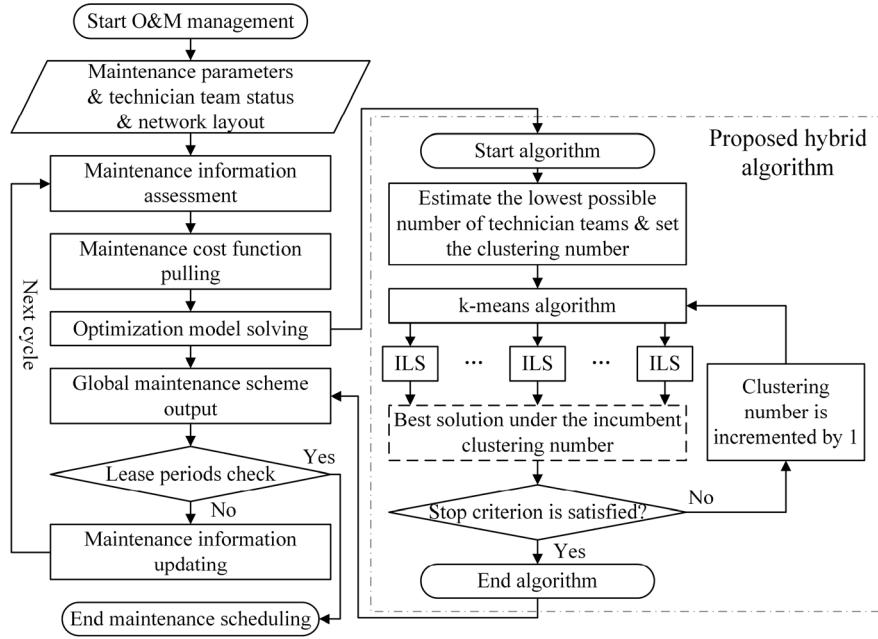 Start O&M management
Maintenance parameters
& technician team status
& network layout
Maintenance information
assessment
Maintenance cost function
pulling
Optimization model solving
Global maintenance scheme
output
Lease periods check
Yes
No
Maintenance information
updating
End maintenance scheduling
Next cycle
Proposed hybrid
algorithm
Start algorithm
Estimate the lowest possible
number of technician teams & set
the clustering number
k-means algorithm
ILS ... ILS ... ILS
Best solution under the incumbent
clustering number
Stop criterion is satisfied?
No
Yes
End algorithm
Clustering
number is
incremented by 1